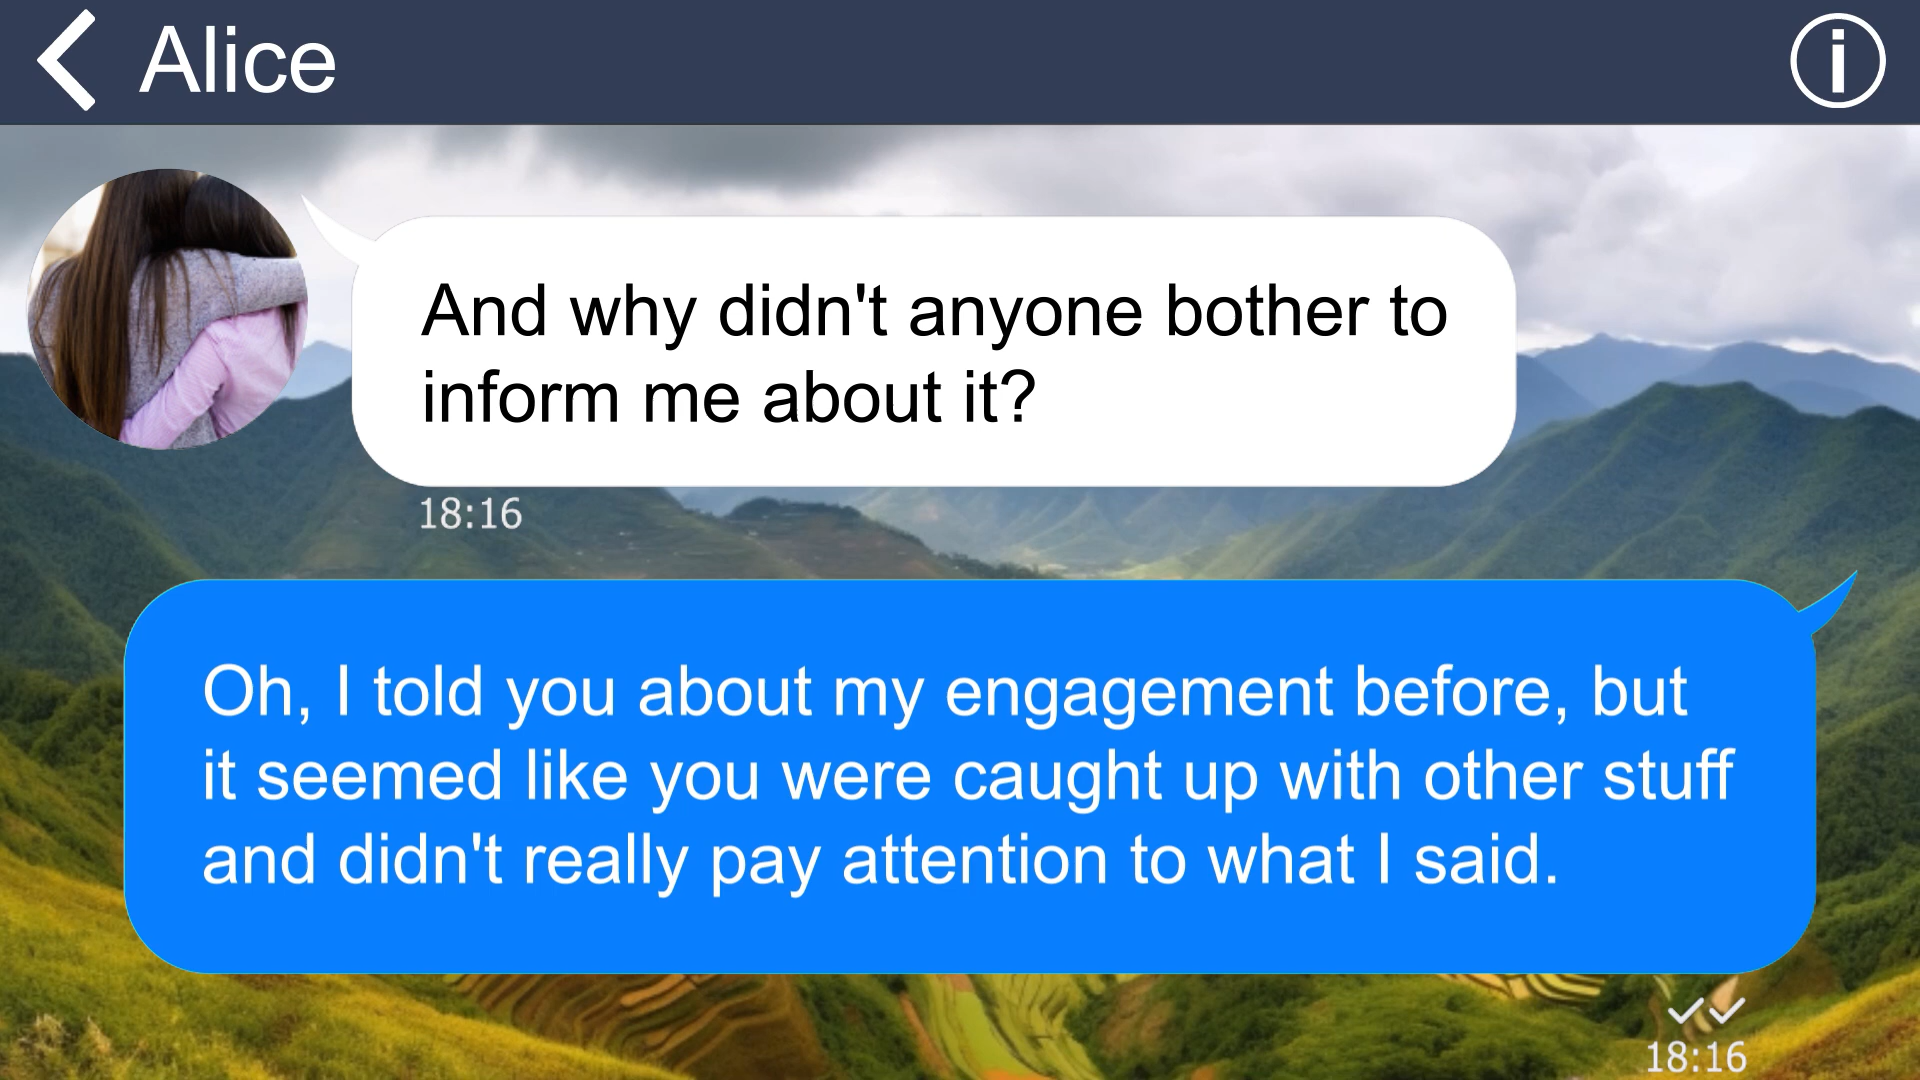 Alice
And why didn't anyone bother to
inform me about it?
18:16
Oh, I told you about my engagement before, but
it seemed like you were caught up with other stuff
and didn't really pay attention to what I said.
18:16